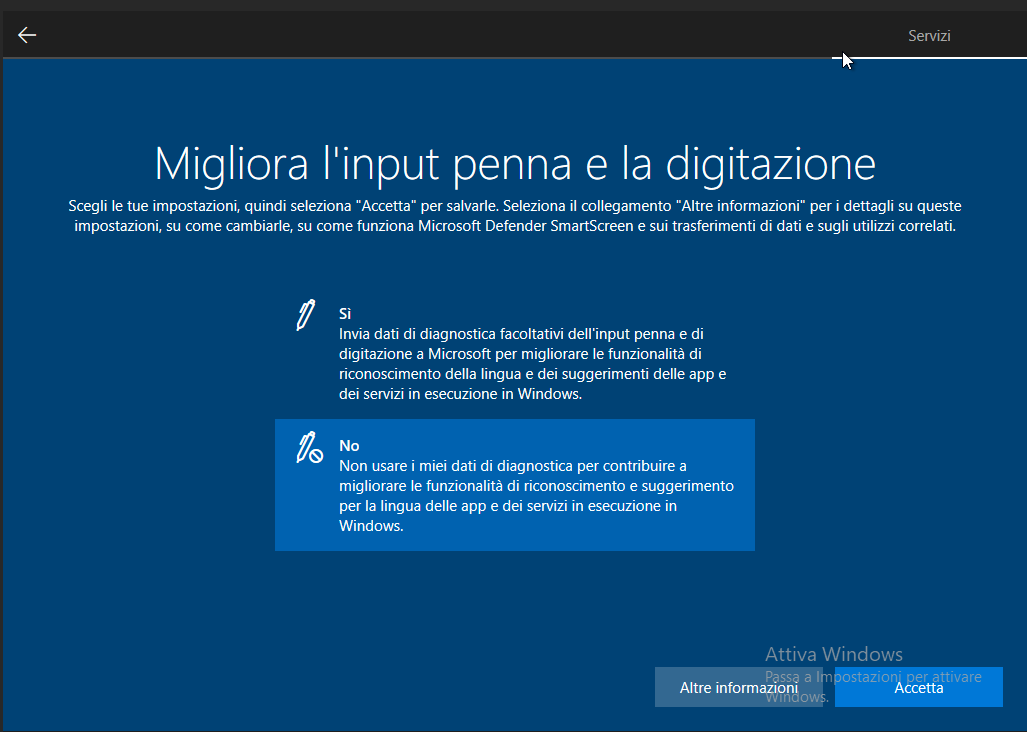 Servizi
Migliora l'input penna e la digitazione
Scegli le tue impostazioni, quindi seleziona "Accetta" per salvarle. Seleziona il collegamento "Altre informazioni" per i dettagli su queste
impostazioni, su come cambiarle, su come funziona Microsoft Defender SmartScreen e sui trasferimenti di dati e sugli utilizzi correlati.
Sì
Invia dati di diagnostica facoltativi dell'input penna e di
digitazione a Microsoft per migliorare le funzionalità di
riconoscimento della lingua e dei suggerimenti delle app e
dei servizi in esecuzione in Windows.
No
Non usare i miei dati di diagnostica per contribuire a
migliorare le funzionalità di riconoscimento e suggerimento
per la lingua delle app e dei servizi in esecuzione in
Windows.
Attiva Windows
Passa a Impostazioni per attivare
Windows.
Altre informazioni
Accetta